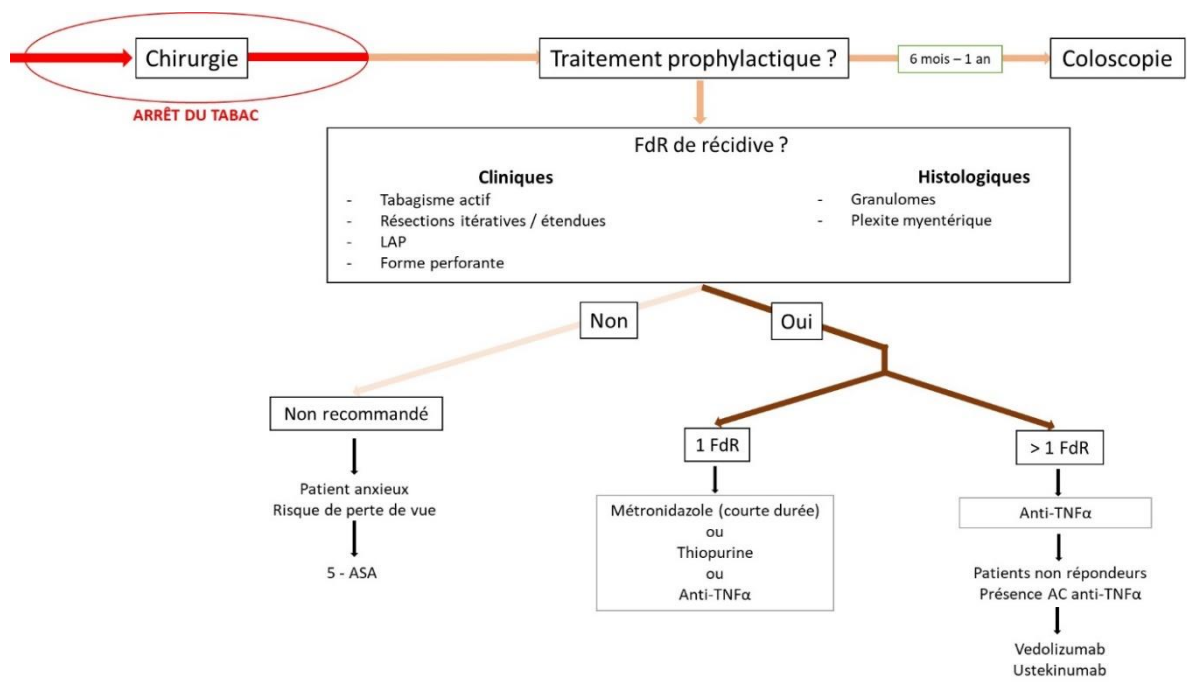 Chirurgie
ARRÊT DU TABAC
Traitement prophylactique ?
6 mois – 1 an
Coloscopie
FdR de récidive ?
Cliniques
- Tabagisme actif
- Résections itératives / étendues
- LAP
- Forme perforante
Histologiques
- Granulomes
- Plexite myentérique
Non
Oui
Non recommandé
Patient anxieux
Risque de perte de vue
5 - ASA
1 FdR
Métronidazole (courte durée)
ou
Thiopurine
ou
Anti-TNFα
> 1 FdR
Anti-TNFα
Patients non répondeurs
Présence AC anti-TNFα
Vedolizumab
Ustekinumab